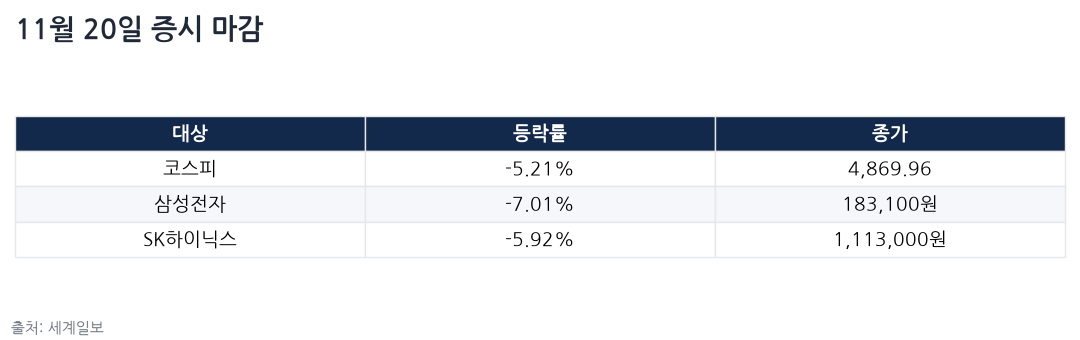 11월 20일 증시 마감
대상 등락률 종가
코스피 -5.21% 4,869.96
삼성전자 -7.01% 183,100원
SK하이닉스 -5.92% 1,113,000원
출처: 세계일보